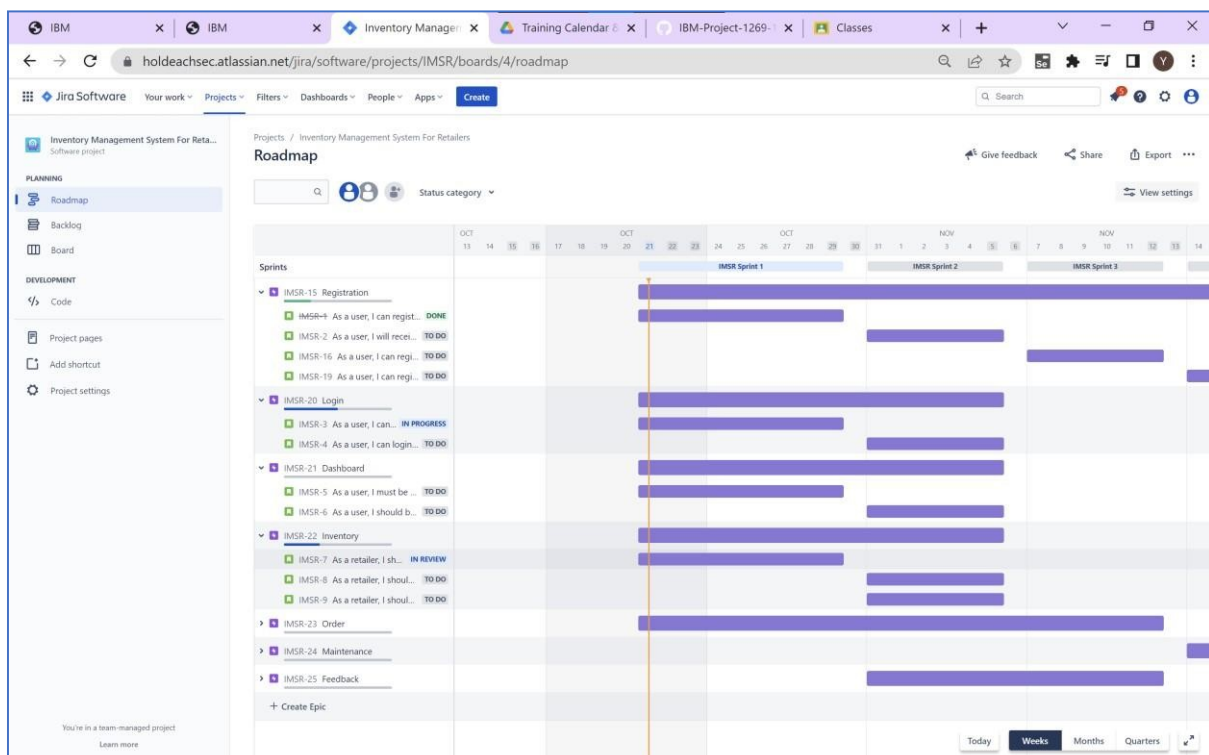 IBM
IBM
Inventory Manager
Training Calendar &
IBM-Project-1269-1
Classes
holdeachsec.atlassian.net/jira/software/projects/IMSR/boards/4/roadmap
Se
Y
Jira Software Your work Projects Filters Dashboards People Apps Create Search
Inventory Management System For Reta...
Software project
PLANNING
Roadmap
Backlog
Board
DEVELOPMENT
Code
Project pages
Add shortcut
Project settings
You're in a team-managed project
Learn more
Projects / Inventory Management System For Retailers
Roadmap
Give feedback Share Export
Status category View settings
OCT OCT OCT NOV NOV
13 14 15 16 17 18 19 20 21 22 23 24 25 26 27 28 29 30 31 1 2 3 4 5 6 7 8 9 10 11 12 13 14
Sprints IMSR Sprint 1 IMSR Sprint 2 IMSR Sprint 3
IMSR-15 Registration
IMSR-1 As a user, I can regist... DONE
IMSR-2 As a user, I will recei... TO DO
IMSR-16 As a user, I can regi... TO DO
IMSR-19 As a user, I can regi... TO DO
IMSR-20 Login
IMSR-3 As a user, I can... IN PROGRESS
IMSR-4 As a user, I can login... TO DO
IMSR-21 Dashboard
IMSR-5 As a user, I must be ... TO DO
IMSR-6 As a user, I should b... TO DO
IMSR-22 Inventory
IMSR-7 As a retailer, I sh... IN REVIEW
IMSR-8 As a retailer, I shoul... TO DO
IMSR-9 As a retailer, I shoul... TO DO
IMSR-23 Order
IMSR-24 Maintenance
IMSR-25 Feedback
+ Create Epic
Today Weeks Months Quarters